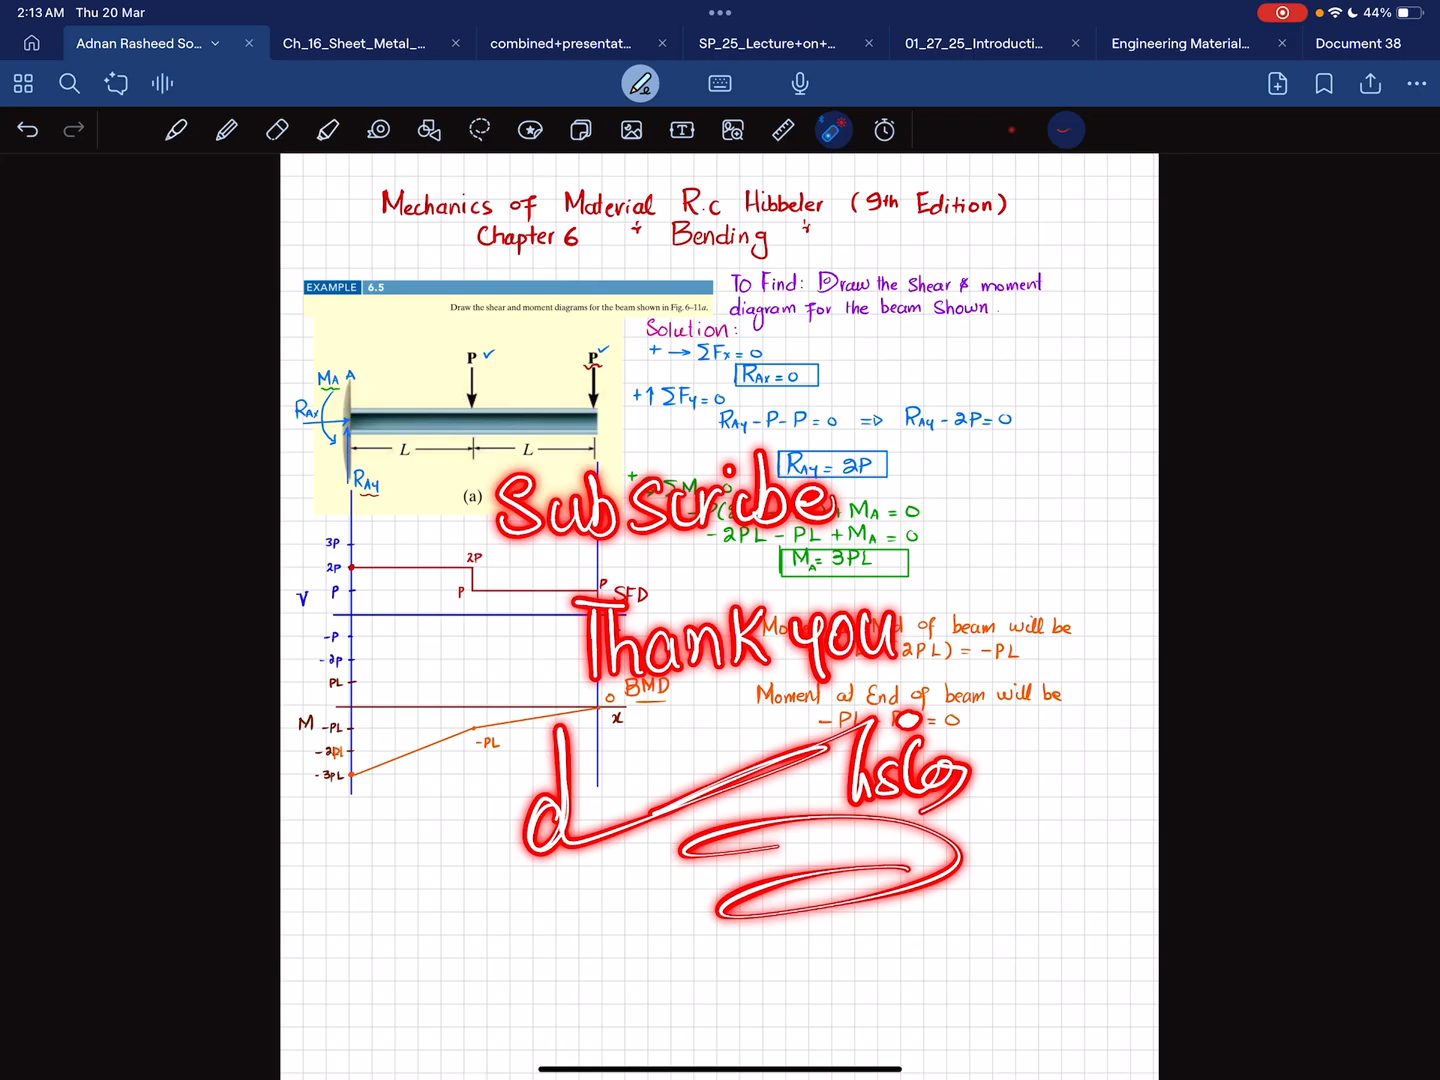 2:13 AM Thu 20 Mar
44%
Adnan Rasheed So...
Ch_16_Sheet_Metal_...
combined+presentat...
SP_25_Lecture+on+...
01_27_25_Introducti...
Engineering Material...
Document 38
Mechanics of Material R.C Hibbeler (9th Edition)
Chapter 6 " Bending "
EXAMPLE 6.5
Draw the shear and moment diagrams for the beam shown in Fig. 6–11a.
To Find: Draw the Shear & moment
diagram for the beam Shown.
Solution:
+ → ΣFx = 0
RAx = 0
+↑ ΣFy = 0
RAy - P - P = 0 => RAy - 2P = 0
RAy = 2P
P P
MA A
RAx
L L
RAy
(a)
+ MA = 0
-2PL - PL + MA = 0
MA = 3PL
Subscribe
3P
2P 2P
V P P P SFD
-P
-2P
Thank you
of beam will be
2PL) = -PL
PL
0 BMD
x
M -PL -PL
-2PL
-3PL
Moment at End of beam will be
-PL = 0